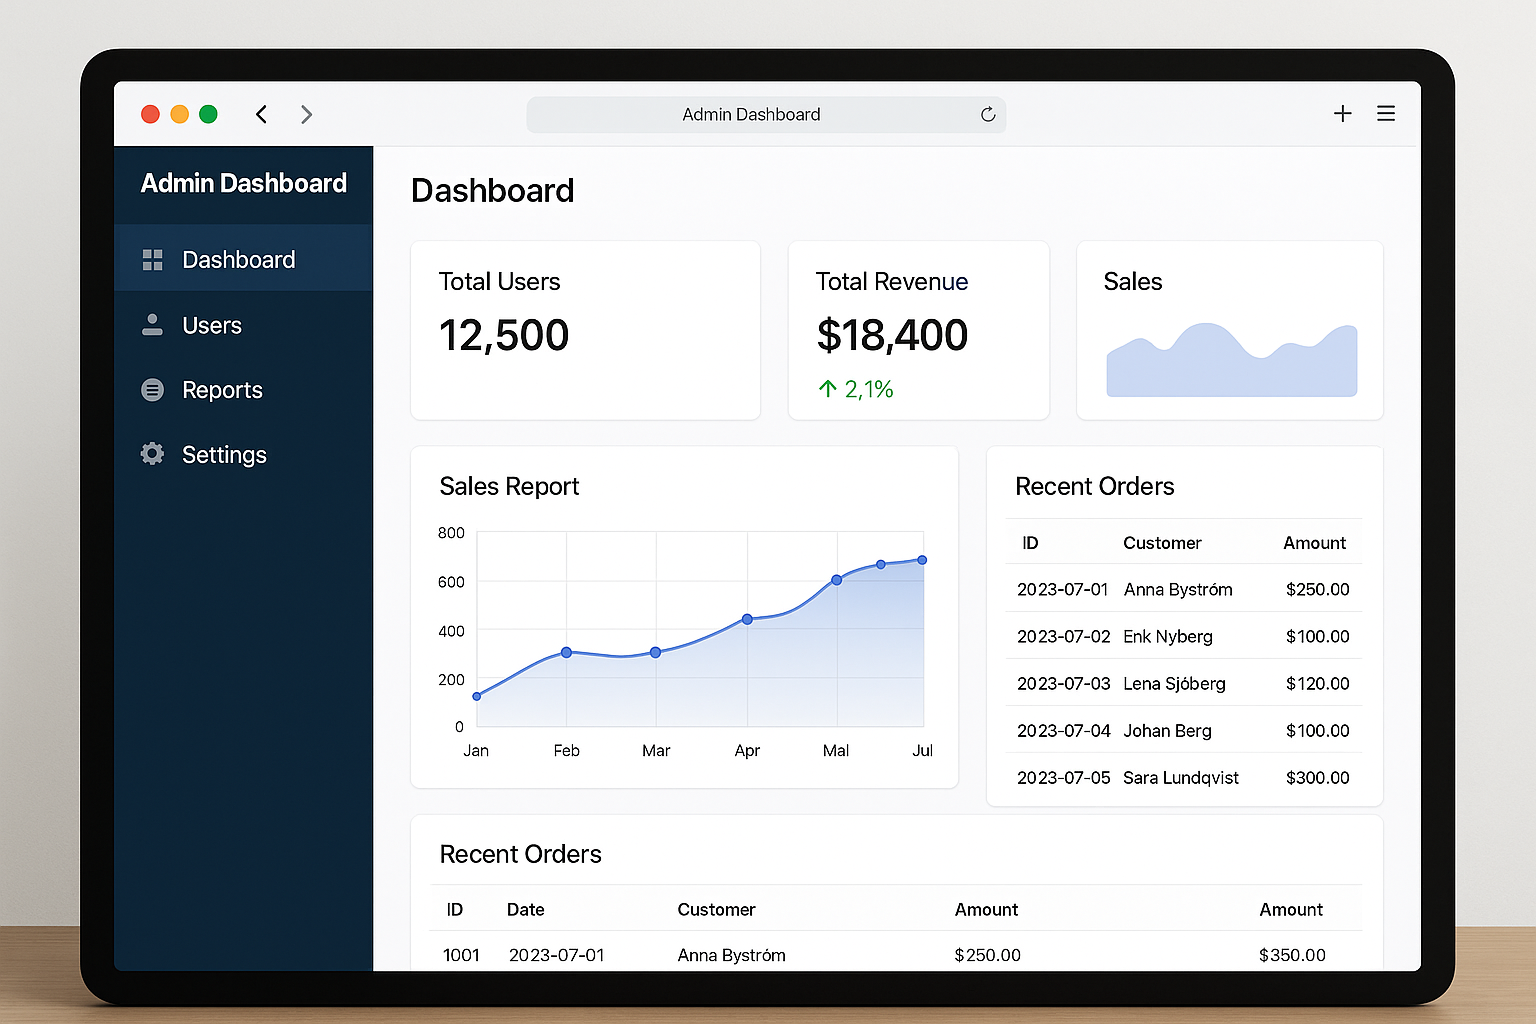 Admin Dashboard
Admin Dashboard
Dashboard
Users
Reports
Settings
Dashboard
Total Users
12,500
Total Revenue
$18,400
↑ 2,1%
Sales
Sales Report
800
600
400
200
0
Jan Feb Mar Apr Mal Jul
Recent Orders
ID Customer Amount
2023-07-01 Anna Bystróm $250.00
2023-07-02 Enk Nyberg $100.00
2023-07-03 Lena Sjóberg $120.00
2023-07-04 Johan Berg $100.00
2023-07-05 Sara Lundqvist $300.00
Recent Orders
ID Date Customer Amount Amount
1001 2023-07-01 Anna Bystróm $250.00 $350.00